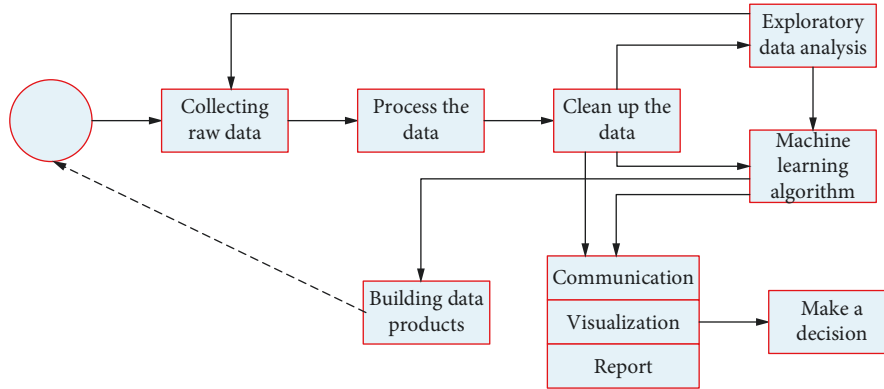 Exploratory
data analysis
Collecting
raw data
Process the
data
Clean up the
data
Machine
learning
algorithm
Building data
products
Communication
Visualization
Report
Make a
decision